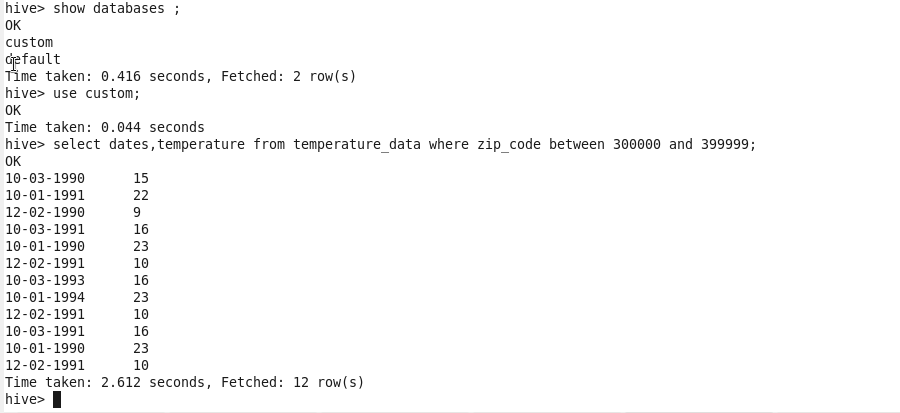 hive> show databases ;
OK
custom
default
Time taken: 0.416 seconds, Fetched: 2 row(s)
hive> use custom;
OK
Time taken: 0.044 seconds
hive> select dates,temperature from temperature_data where zip_code between 300000 and 399999;
OK
10-03-1990      15
10-01-1991      22
12-02-1990      9
10-03-1991      16
10-01-1990      23
12-02-1991      10
10-03-1993      16
10-01-1994      23
12-02-1991      10
10-03-1991      16
10-01-1990      23
12-02-1991      10
Time taken: 2.612 seconds, Fetched: 12 row(s)
hive>